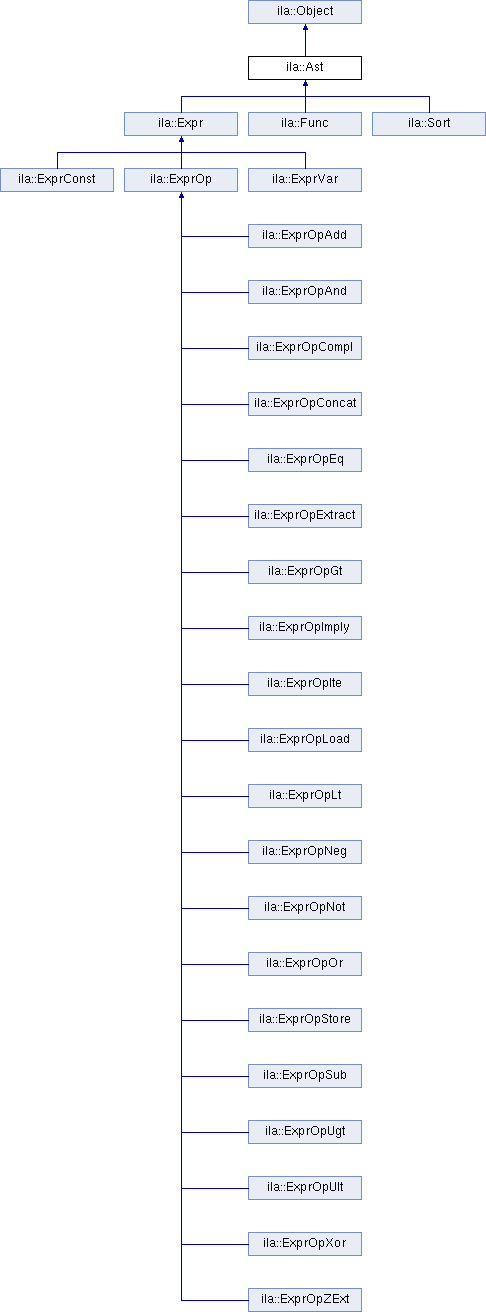 ila::Object
ila::Ast
ila::Expr
ila::Func
ila::Sort
ila::ExprConst
ila::ExprOp
ila::ExprVar
ila::ExprOpAdd
ila::ExprOpAnd
ila::ExprOpCompl
ila::ExprOpConcat
ila::ExprOpEq
ila::ExprOpExtract
ila::ExprOpGt
ila::ExprOpImply
ila::ExprOpIte
ila::ExprOpLoad
ila::ExprOpLt
ila::ExprOpNeg
ila::ExprOpNot
ila::ExprOpOr
ila::ExprOpStore
ila::ExprOpSub
ila::ExprOpUgt
ila::ExprOpUlt
ila::ExprOpXor
ila::ExprOpZExt